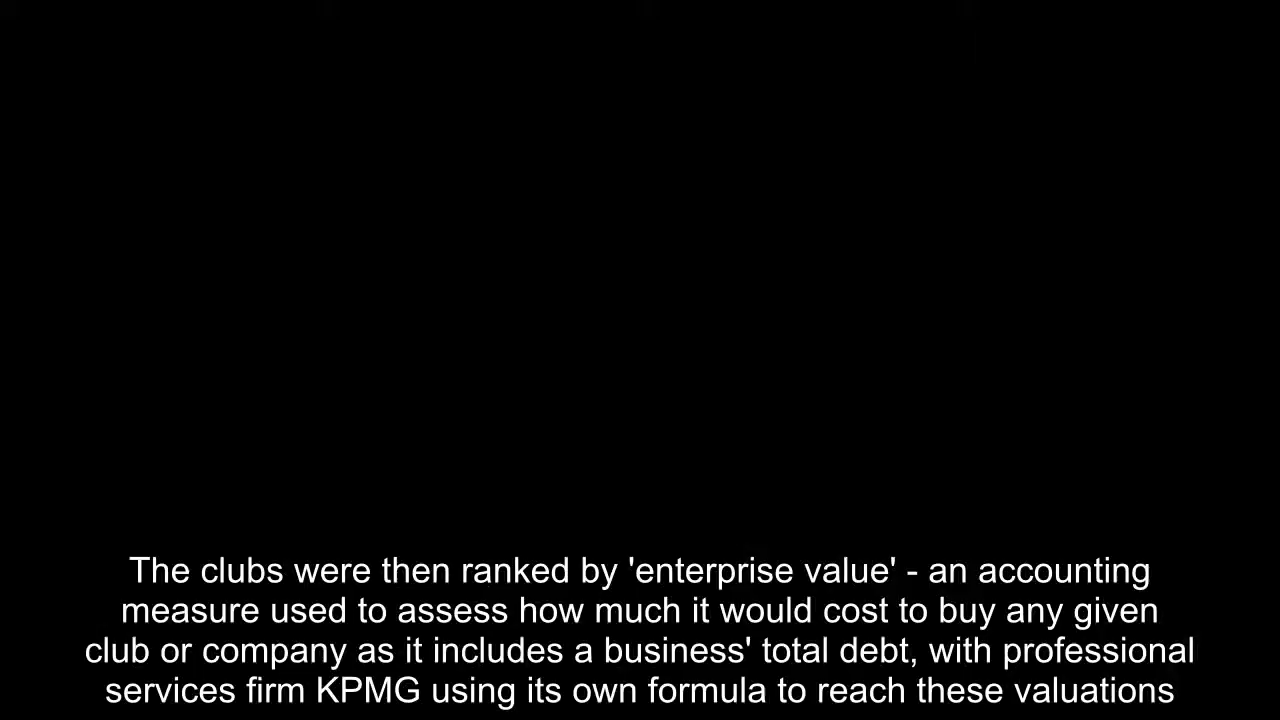 The clubs were then ranked by 'enterprise value' - an accounting
measure used to assess how much it would cost to buy any given
club or company as it includes a business' total debt, with professional
services firm KPMG using its own formula to reach these valuations